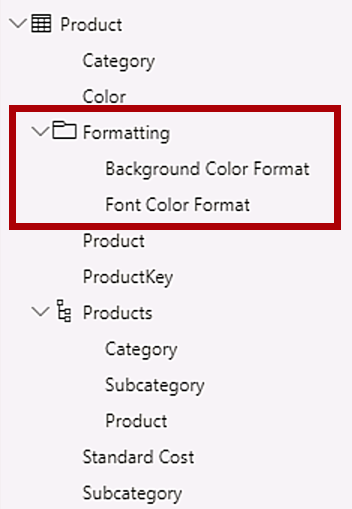 Product
Category
Color
Formatting
Background Color Format
Font Color Format
Product
ProductKey
Products
Category
Subcategory
Product
Standard Cost
Subcategory